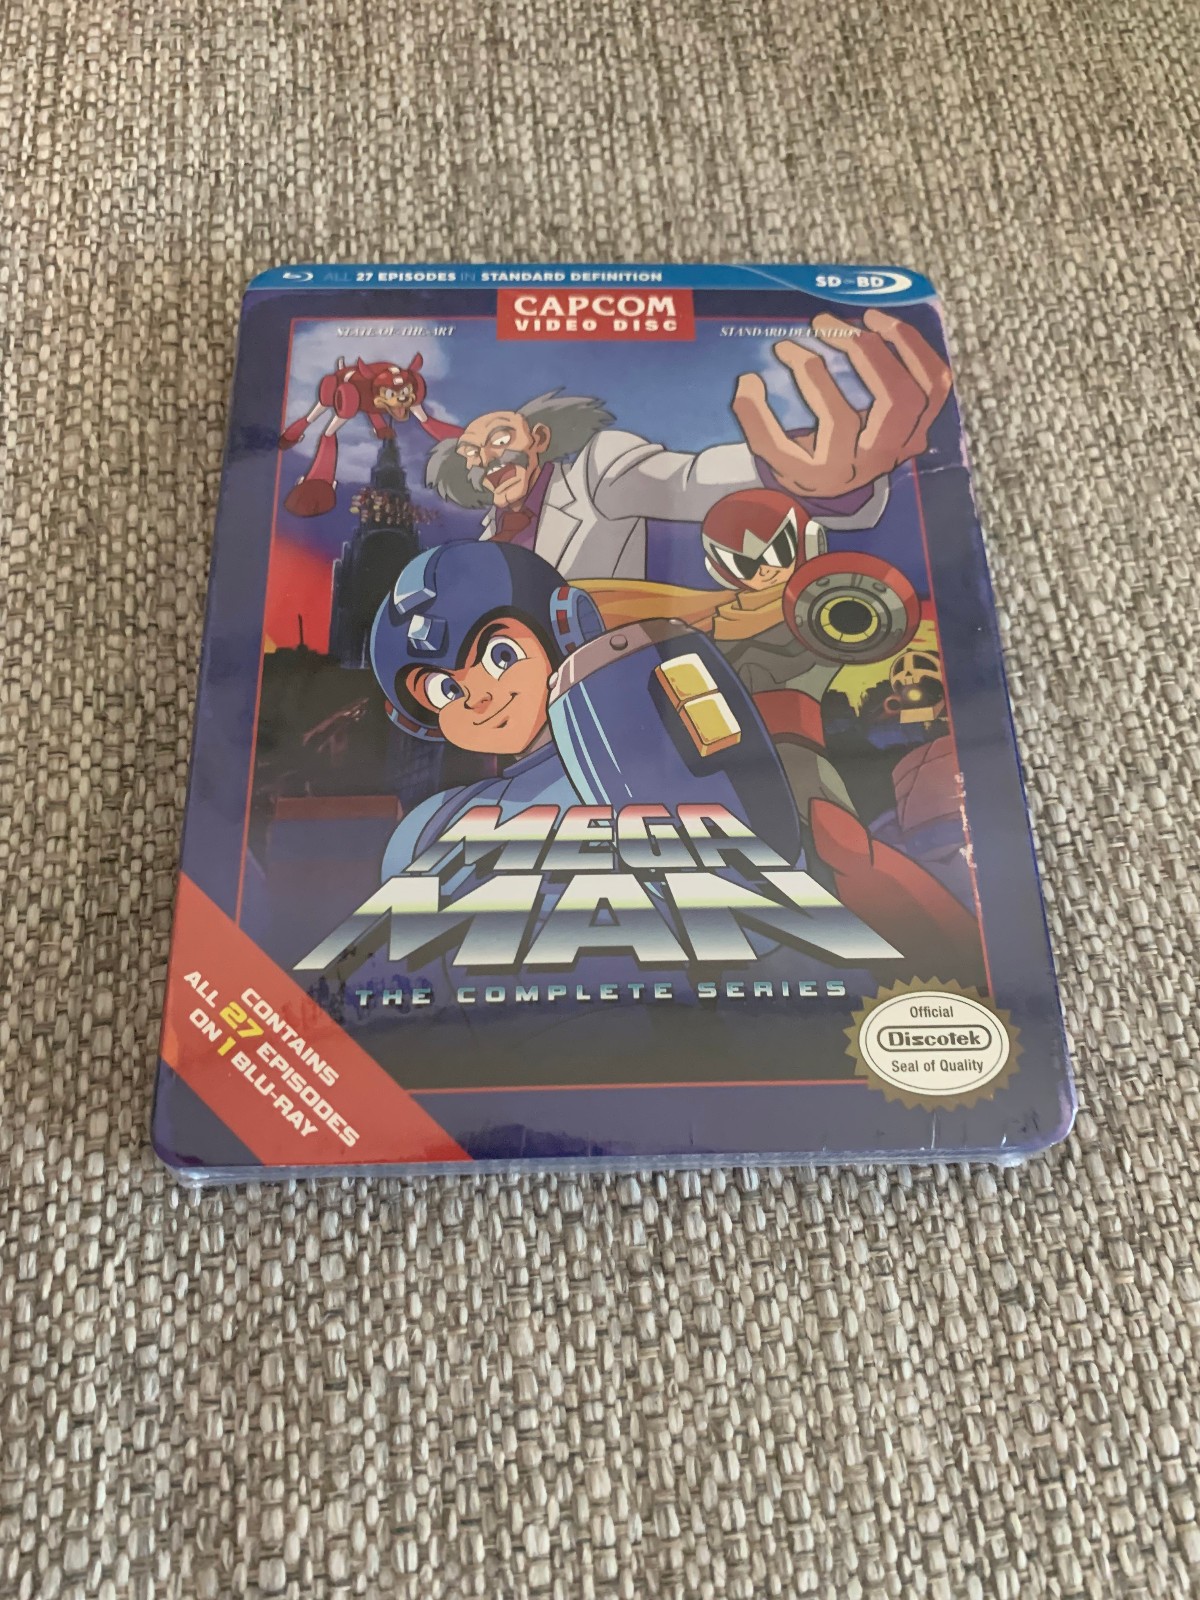 ALL 27 EPISODES IN STANDARD DEFINITION
SD ON BD
CAPCOM
VIDEO DISC
STATE-OF-THE-ART
STANDARD DEFINITION
MEGA
MAN
THE COMPLETE SERIES
CONTAINS
ALL 27 EPISODES
ON 1 BLU-RAY
Official
Discotek
Seal of Quality